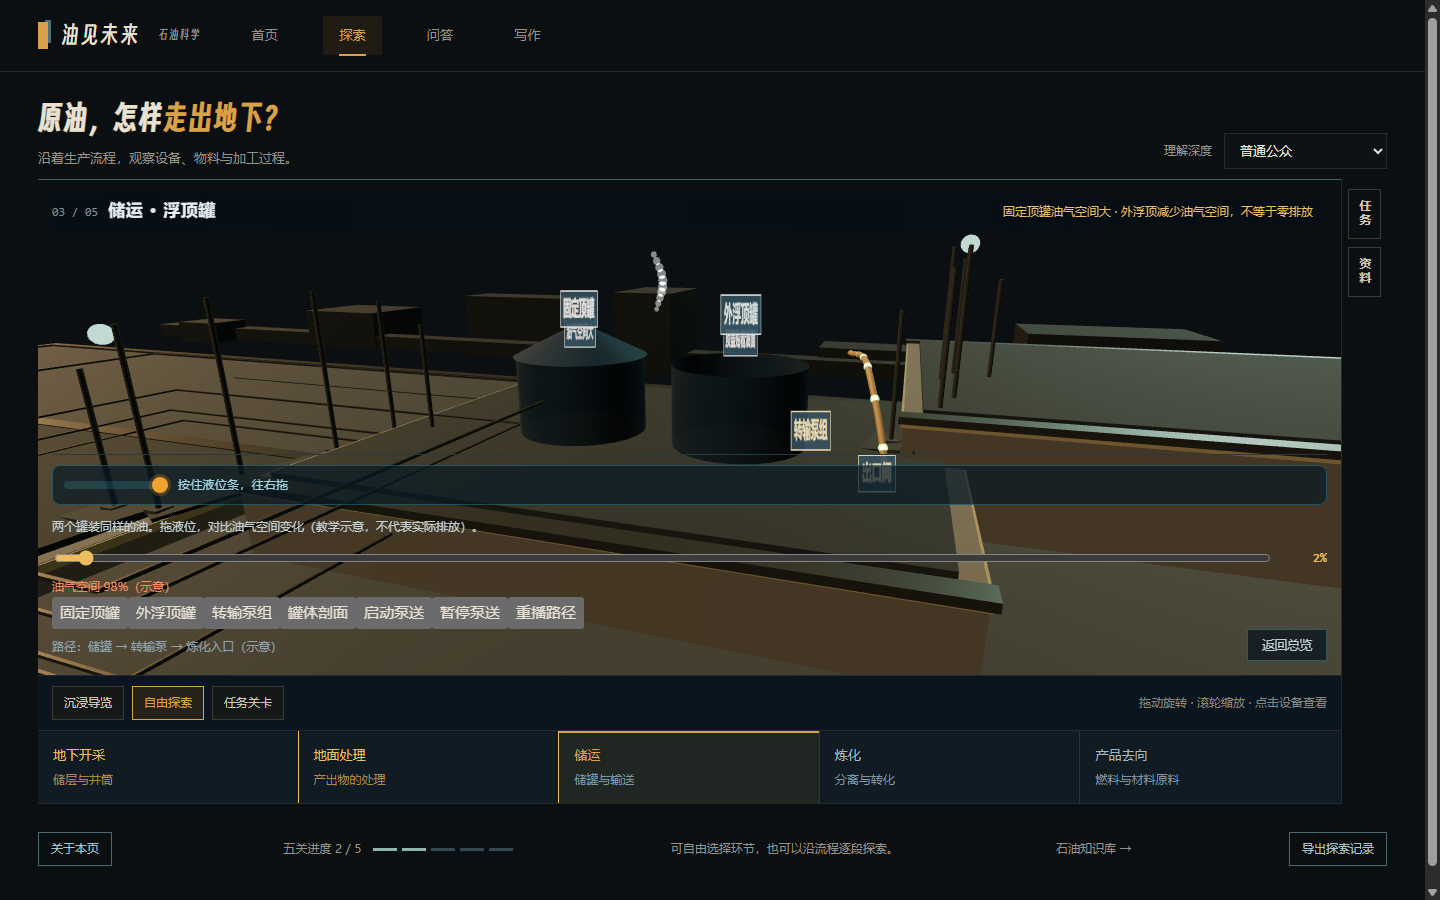 油见未来 石油科学 首页 探索 问答 写作
原油，怎样走出地下？
沿着生产流程，观察设备、物料与加工过程。
理解深度 普通公众
03 / 05 储运 • 浮顶罐
固定顶罐油气空间大 · 外浮顶减少油气空间，不等于零排放
任务
资料
固定顶罐
油气空间大
外浮顶罐
转输泵组
出口阀
按住液位条，往右拖
两个罐装同样的油。拖液位，对比油气空间变化（教学示意，不代表实际排放）。
2%
油气空间 98%（示意）
固定顶罐 外浮顶罐 转输泵组 罐体剖面 启动泵送 暂停泵送 重播路径
路径：储罐 → 转输泵 → 炼化入口（示意）
返回总览
沉浸导览 自由探索 任务关卡
拖动旋转 · 滚轮缩放 · 点击设备查看
地下开采
储层与井筒
地面处理
产出物的处理
储运
储罐与输送
炼化
分离与转化
产品去向
燃料与材料原料
关于本页
五关进度 2 / 5
可自由选择环节，也可以沿流程逐段探索。
石油知识库 →
导出探索记录